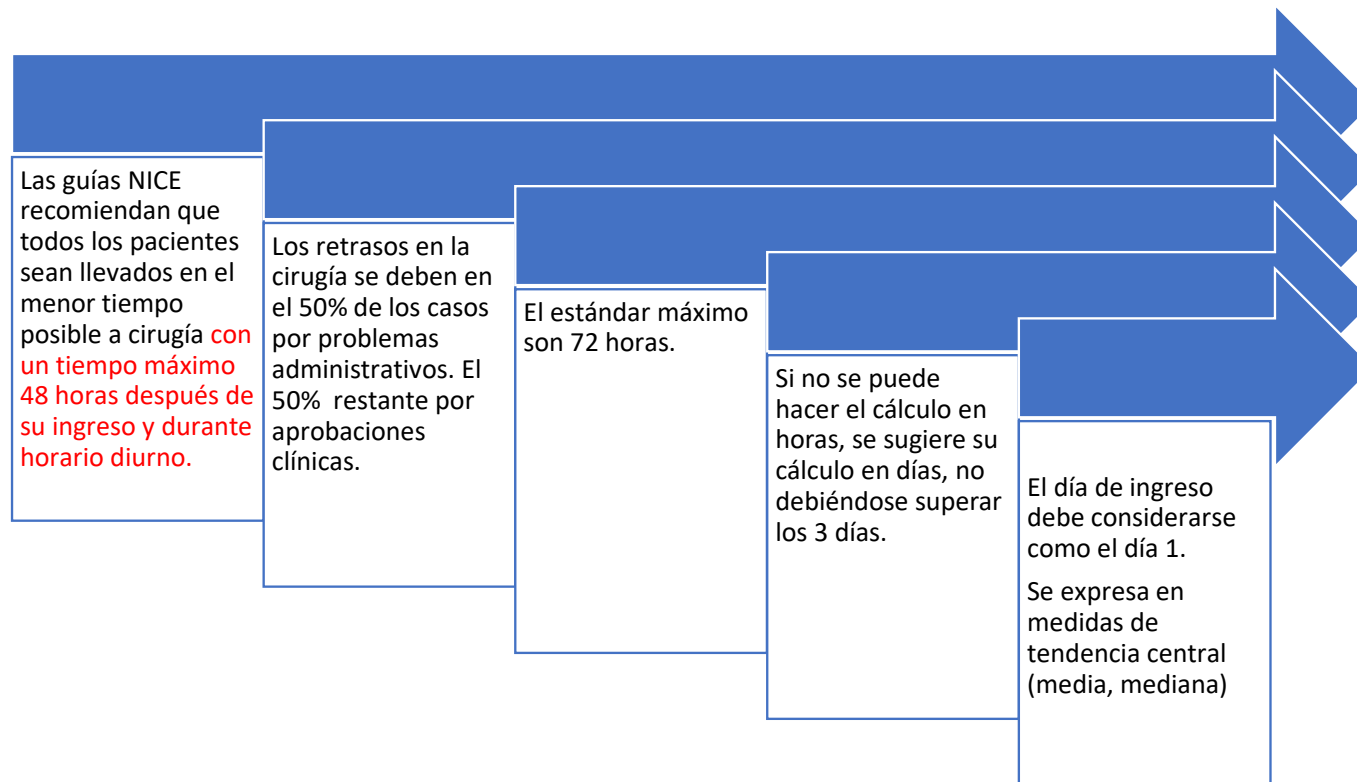 Las guías NICE
recomiendan que
todos los pacientes
sean llevados en el
menor tiempo
posible a cirugía con
un tiempo máximo
48 horas después de
su ingreso y durante
horario diurno.
Los retrasos en la
cirugía se deben en
el 50% de los casos
por problemas
administrativos. El
50% restante por
aprobaciones
clínicas.
El estándar máximo
son 72 horas.
Si no se puede
hacer el cálculo en
horas, se sugiere su
cálculo en días, no
debiéndose superar
los 3 días.
El día de ingreso
debe considerarse
como el día 1.
Se expresa en
medidas de
tendencia central
(media, mediana)